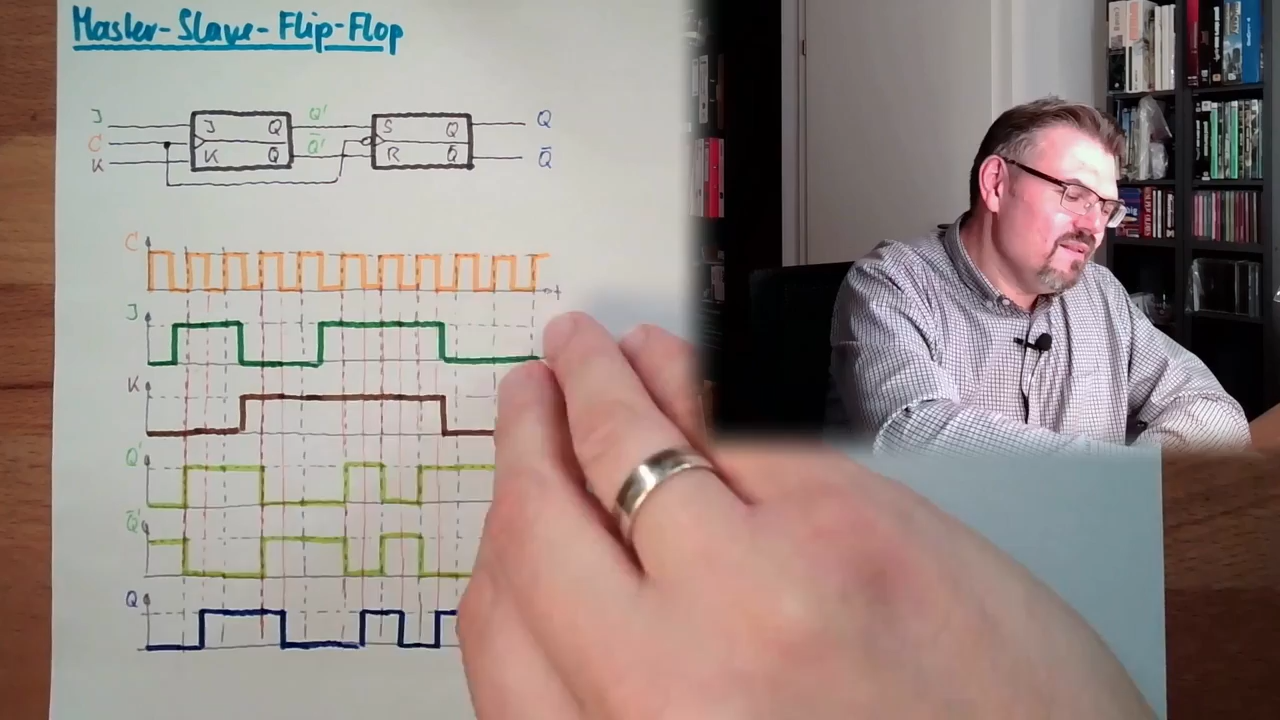 Master-Slave-Flip-Flop
J J Q Q' S Q Q
C
K K Q̅ Q̅' R Q̅ Q̅
C
t
J
K
Q'
Q̅'
Q